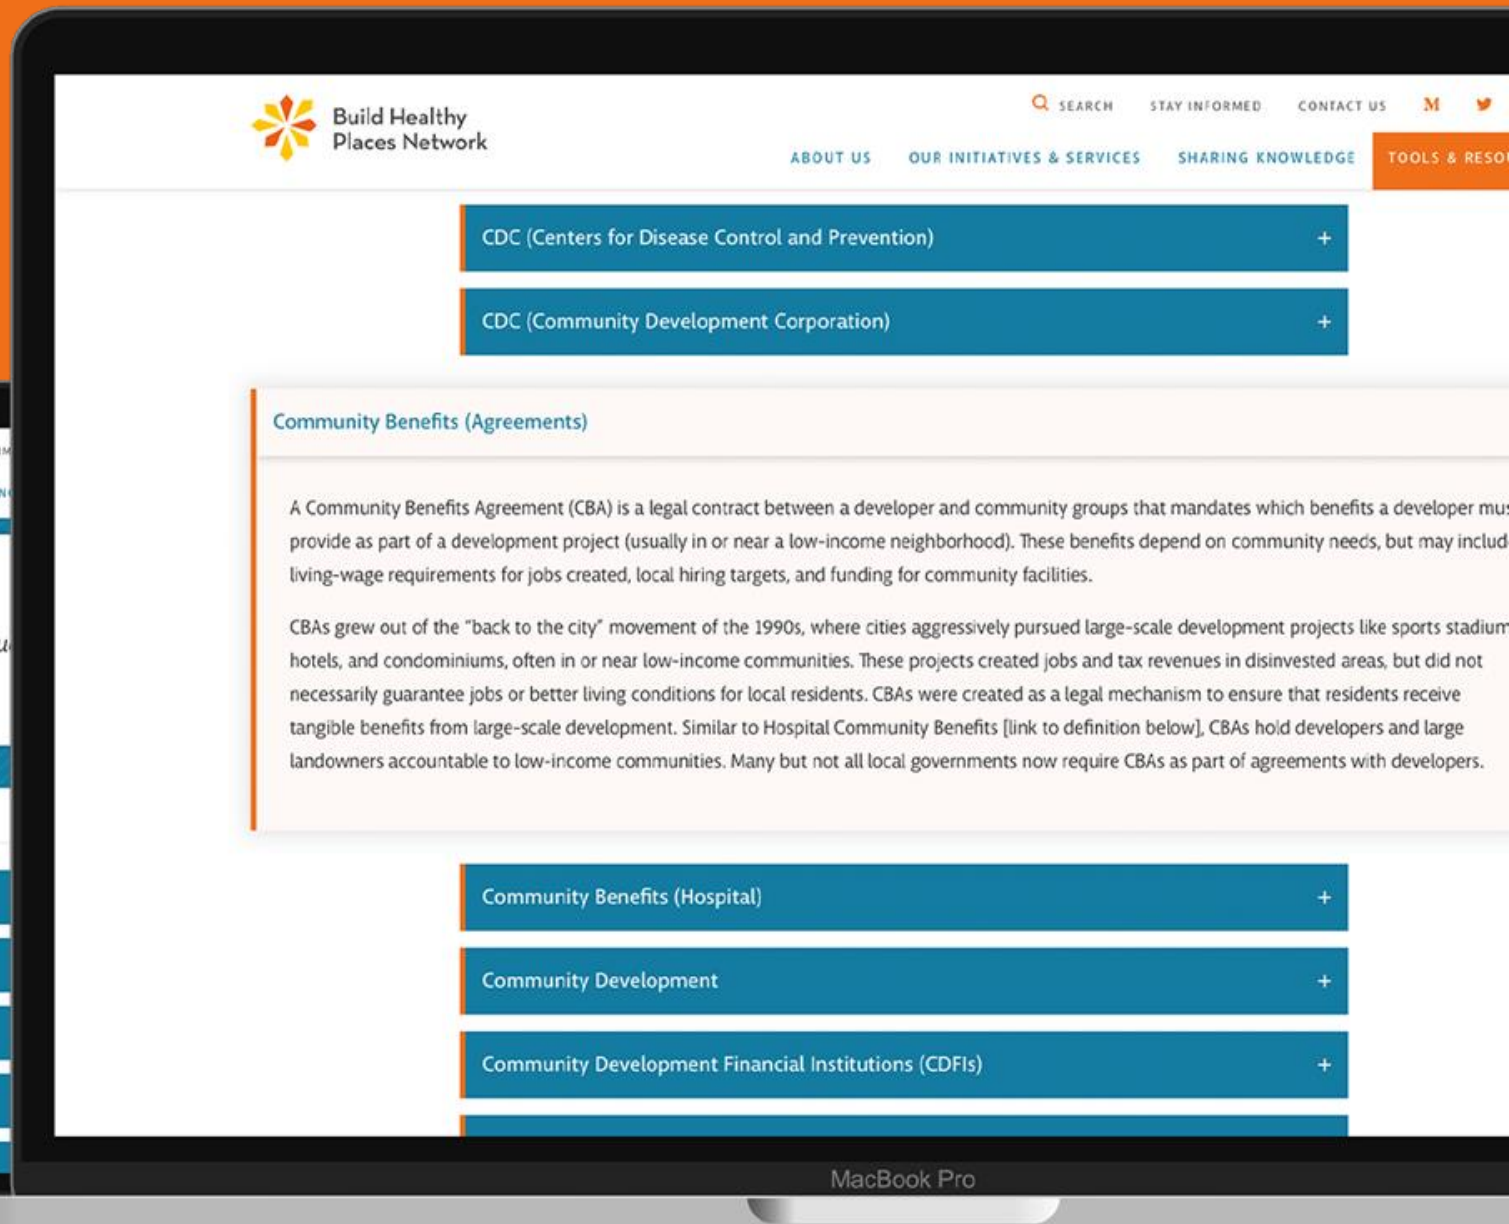 Build Healthy
Places Network
SEARCH STAY INFORMED CONTACT US
ABOUT US OUR INITIATIVES & SERVICES SHARING KNOWLEDGE TOOLS &
CDC (Centers for Disease Control and Prevention) +
CDC (Community Development Corporation) +
Community Benefits (Agreements)
A Community Benefits Agreement (CBA) is a legal contract between a developer and community groups that mandates which benefits a developer
provide as part of a development project (usually in or near a low-income neighborhood). These benefits depend on community needs, but may
living-wage requirements for jobs created, local hiring targets, and funding for community facilities.
CBAs grew out of the “back to the city” movement of the 1990s, where cities aggressively pursued large-scale development projects like sports
hotels, and condominiums, often in or near low-income communities. These projects created jobs and tax revenues in disinvested areas, but did not
necessarily guarantee jobs or better living conditions for local residents. CBAs were created as a legal mechanism to ensure that residents receive
tangible benefits from large-scale development. Similar to Hospital Community Benefits [link to definition below], CBAs hold developers and large
landowners accountable to low-income communities. Many but not all local governments now require CBAs as part of agreements with developers.
Community Benefits (Hospital) +
Community Development +
Community Development Financial Institutions (CDFIs) +
MacBook Pro